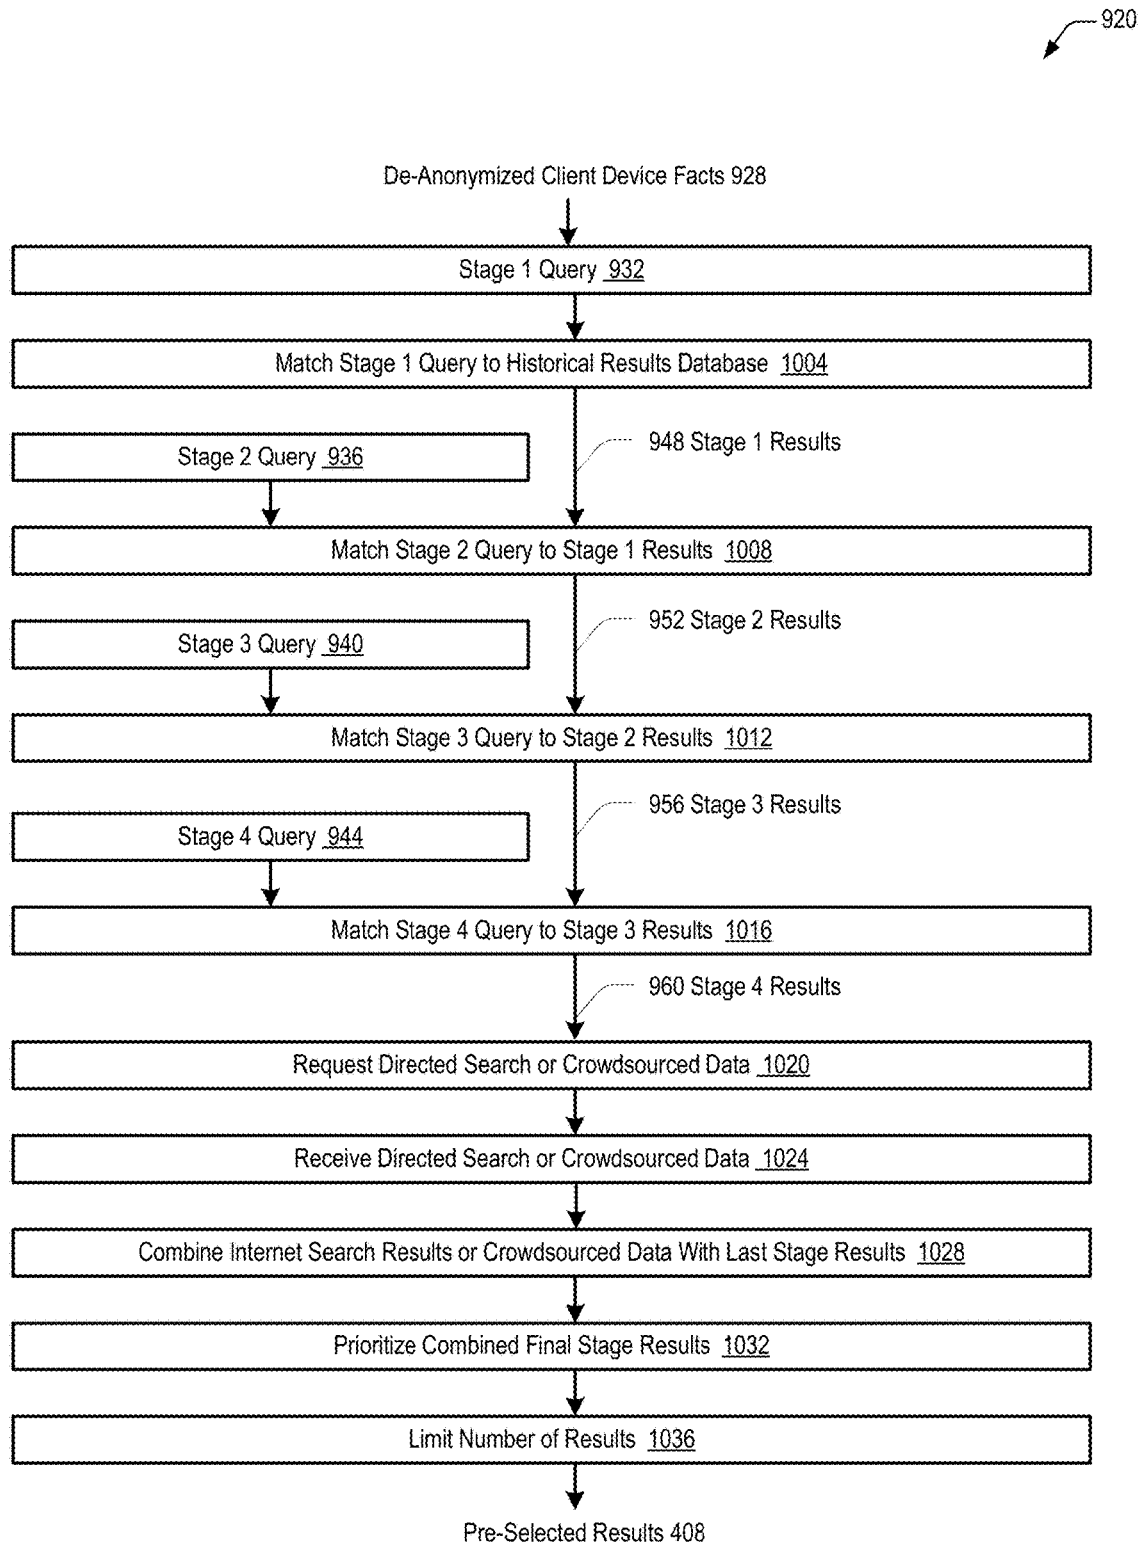 920
De-Anonymized Client Device Facts 928
Stage 1 Query 932
Match Stage 1 Query to Historical Results Database 1004
948 Stage 1 Results
Stage 2 Query 936
Match Stage 2 Query to Stage 1 Results 1008
952 Stage 2 Results
Stage 3 Query 940
Match Stage 3 Query to Stage 2 Results 1012
956 Stage 3 Results
Stage 4 Query 944
Match Stage 4 Query to Stage 3 Results 1016
960 Stage 4 Results
Request Directed Search or Crowdsourced Data 1020
Receive Directed Search or Crowdsourced Data 1024
Combine Internet Search Results or Crowdsourced Data With Last Stage Results 1028
Prioritize Combined Final Stage Results 1032
Limit Number of Results 1036
Pre-Selected Results 408